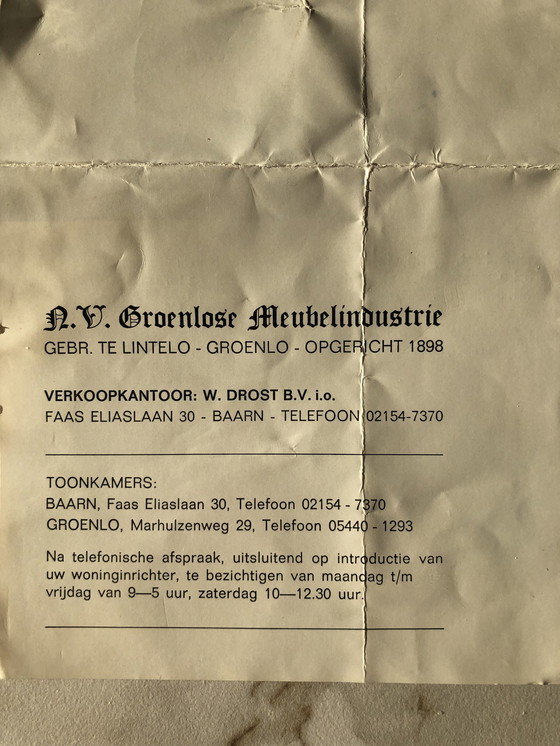 N.V. Groenlose Meubelindustrie
GEBR. TE LINTELO - GROENLO - OPGERICHT 1898
VERKOOPKANTOOR: W. DROST B.V. i.o.
FAAS ELIASLAAN 30 - BAARN - TELEFOON 02154-7370
TOONKAMERS:
BAARN, Faas Eliaslaan 30, Telefoon 02154 - 7370
GROENLO, Marhulzenweg 29, Telefoon 05440 - 1293
Na telefonische afspraak, uitsluitend op introductie van
uw woninginrichter, te bezichtigen van maandag t/m
vrijdag van 9—5 uur, zaterdag 10—12.30 uur.